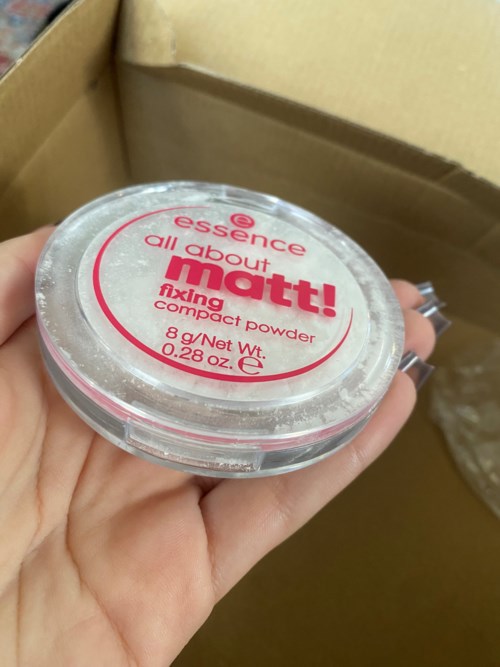 e
essence
all about
matt!
fixing
compact powder
8 g/Net Wt.
0.28 oz. ℮